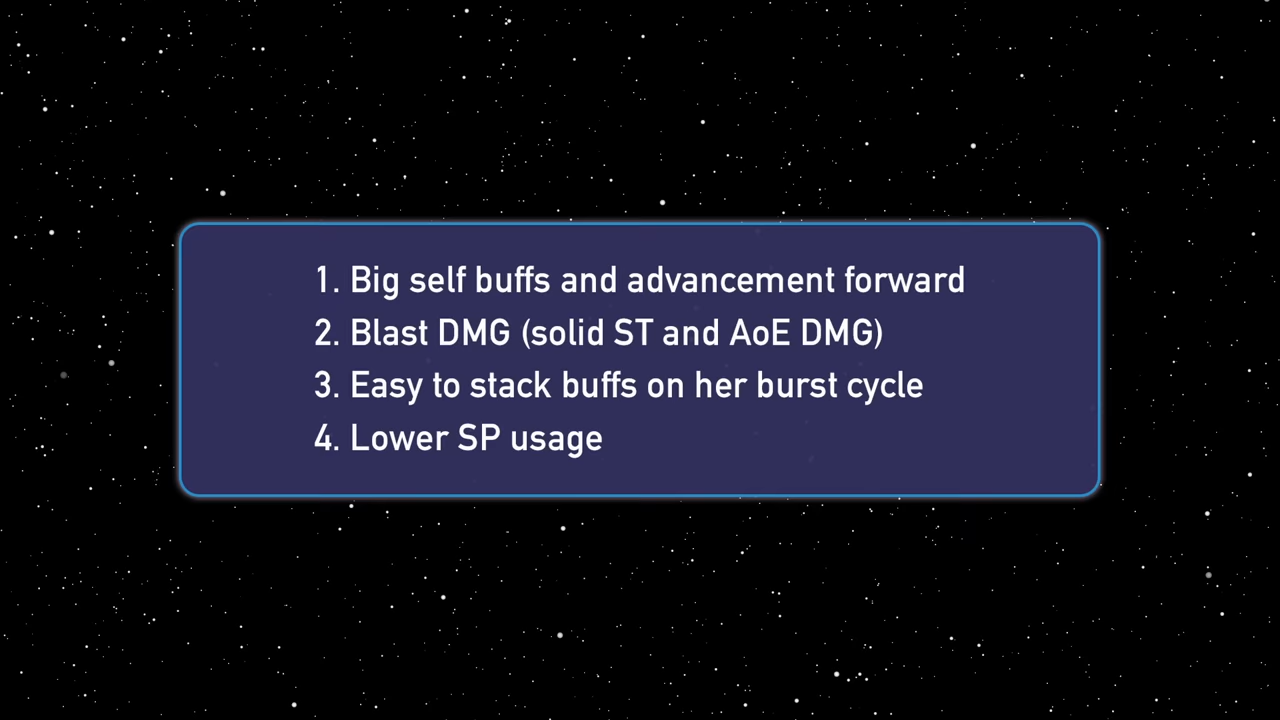 1. Big self buffs and advancement forward
2. Blast DMG (solid ST and AoE DMG)
3. Easy to stack buffs on her burst cycle
4. Lower SP usage